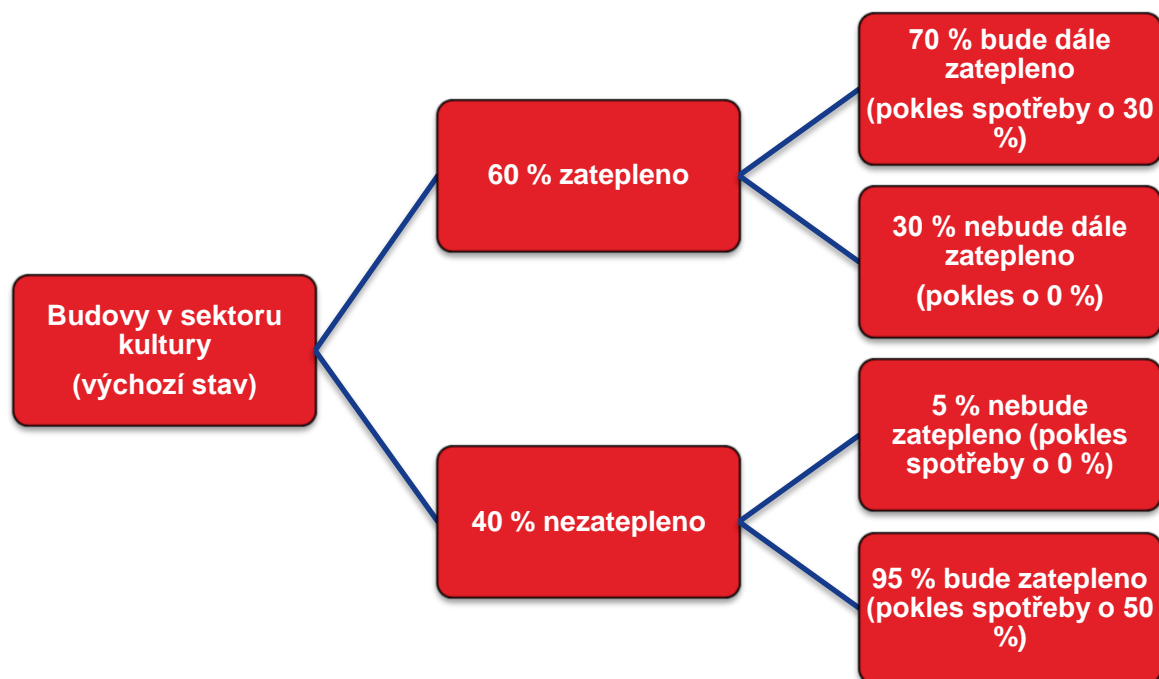 Budovy v sektoru
kultury
(výchozí stav)
60 % zatepleno
40 % nezatepleno
70 % bude dále
zatepleno
(pokles spotřeby o 30
%)
30 % nebude dále
zatepleno
(pokles o 0 %)
5 % nebude
zatepleno (pokles
spotřeby o 0 %)
95 % bude zatepleno
(pokles spotřeby o 50
%)